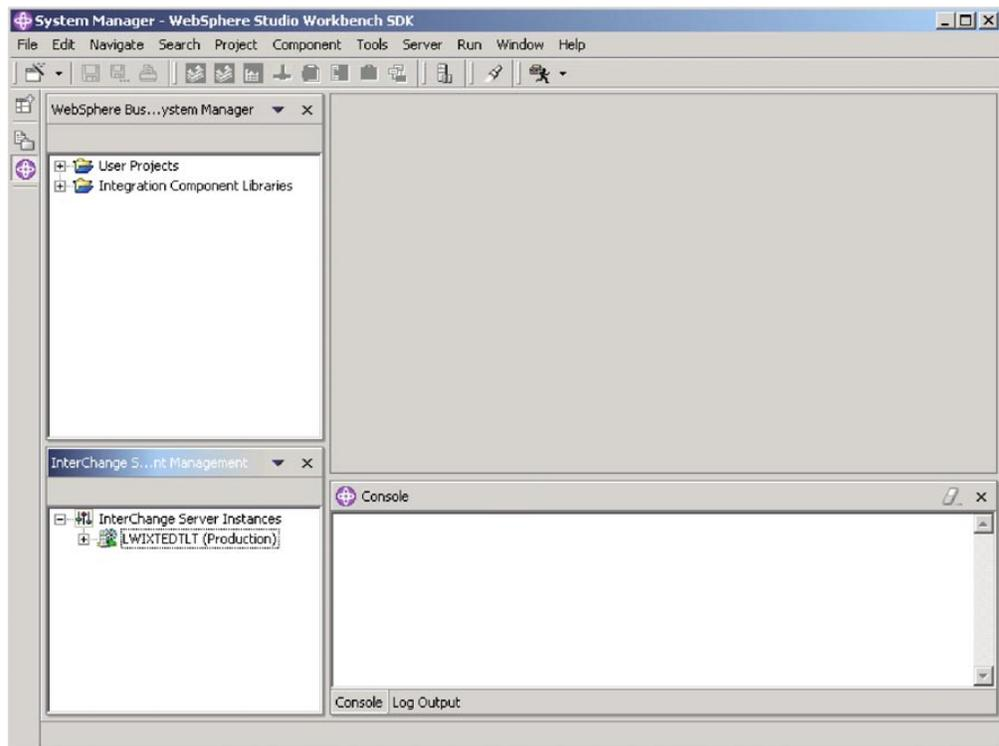 System Manager - WebSphere Studio Workbench SDK
File Edit Navigate Search Project Component Tools Server Run Window Help
WebSphere Bus...ystem Manager
User Projects
Integration Component Libraries
InterChange S...nt Management
InterChange Server Instances
LWIXTEDTLT (Production)
Console
Console Log Output